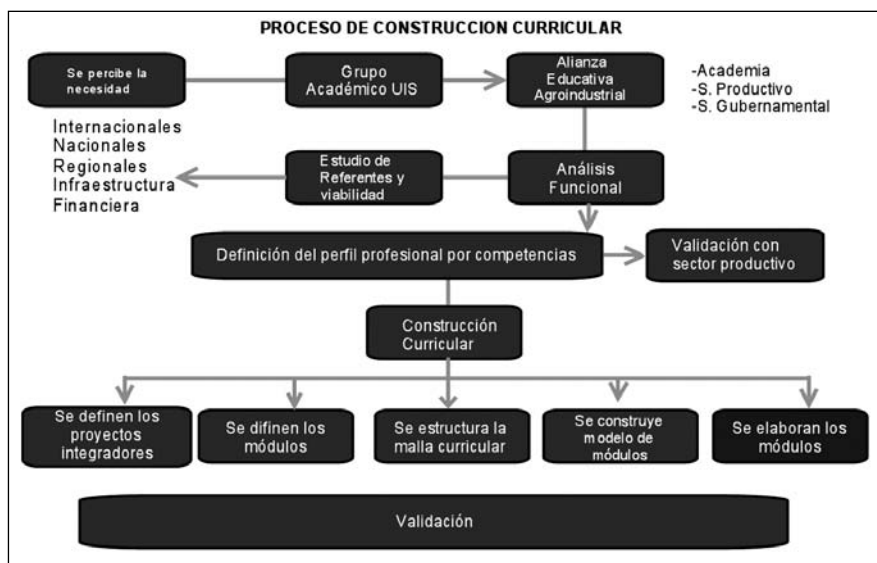 PROCESO DE CONSTRUCCION CURRICULAR
Se percibe la
necesidad
Grupo
Académico UIS
Alianza
Educativa
Agroindustrial
-Academia
-S. Productivo
-S. Gubernamental
Internacionales
Nacionales
Regionales
Infraestructura
Financiera
Estudio de
Referentes y
viabilidad
Análisis
Funcional
Definición del perfil profesional por competencias
Validación con
sector productivo
Construcción
Curricular
Se definen los
proyectos
integradores
Se difinen los
módulos
Se estructura la
malla curricular
Se construye
modelo de
módulos
Se elaboran los
módulos
Validación